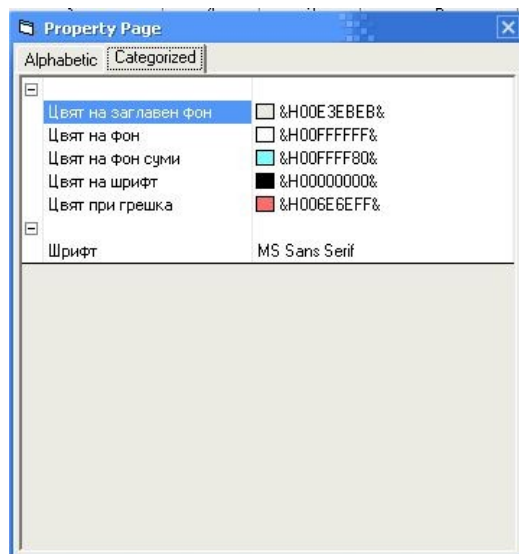 Property Page
Alphabetic Categorized
Цвят на заглавен фон &H00E3EBEB&
Цвят на фон &H00FFFFFF&
Цвят на фон суми &H00FFFF80&
Цвят на шрифт &H00000000&
Цвят при грешка &H006E6EFF&
Шрифт MS Sans Serif